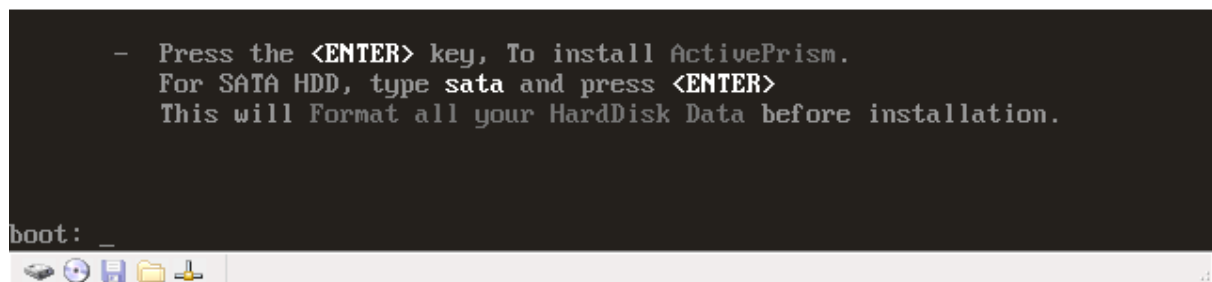 - Press the <ENTER> key, To install ActivePrism.
For SATA HDD, type sata and press <ENTER>
This will Format all your HardDisk Data before installation.
boot: _